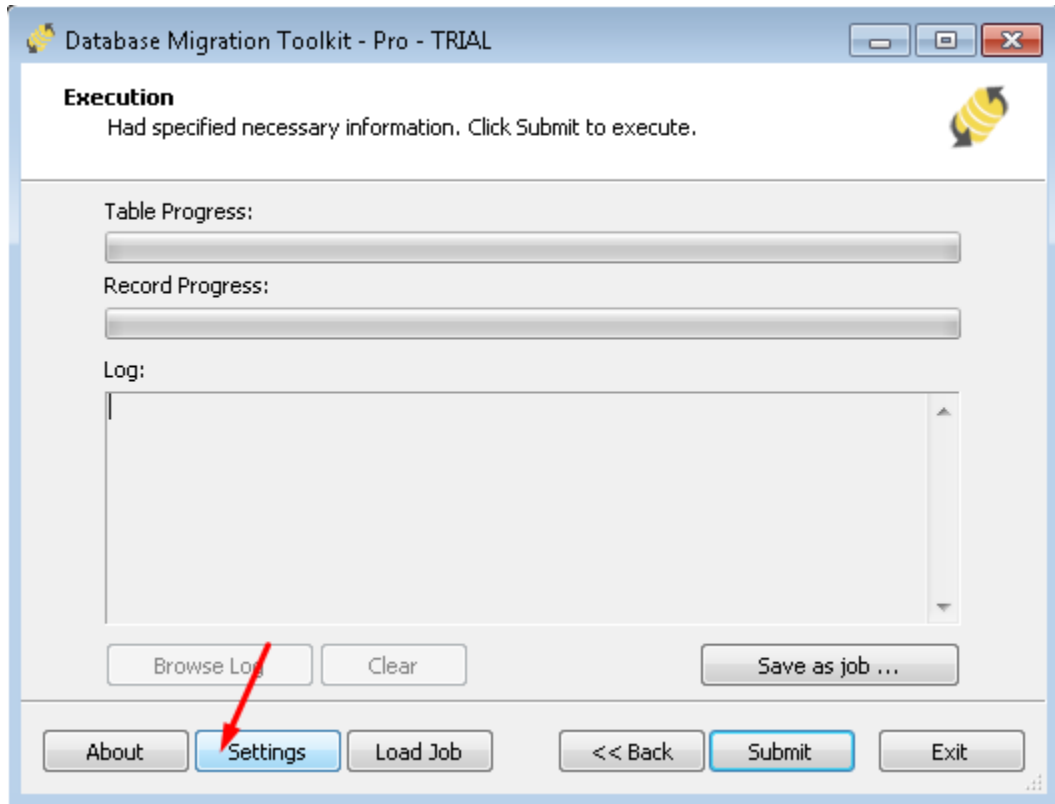 Database Migration Toolkit - Pro - TRIAL
Execution
Had specified necessary information. Click Submit to execute.
Table Progress:
Record Progress:
Log:
Browse Log Clear Save as job ...
About Settings Load Job << Back Submit Exit